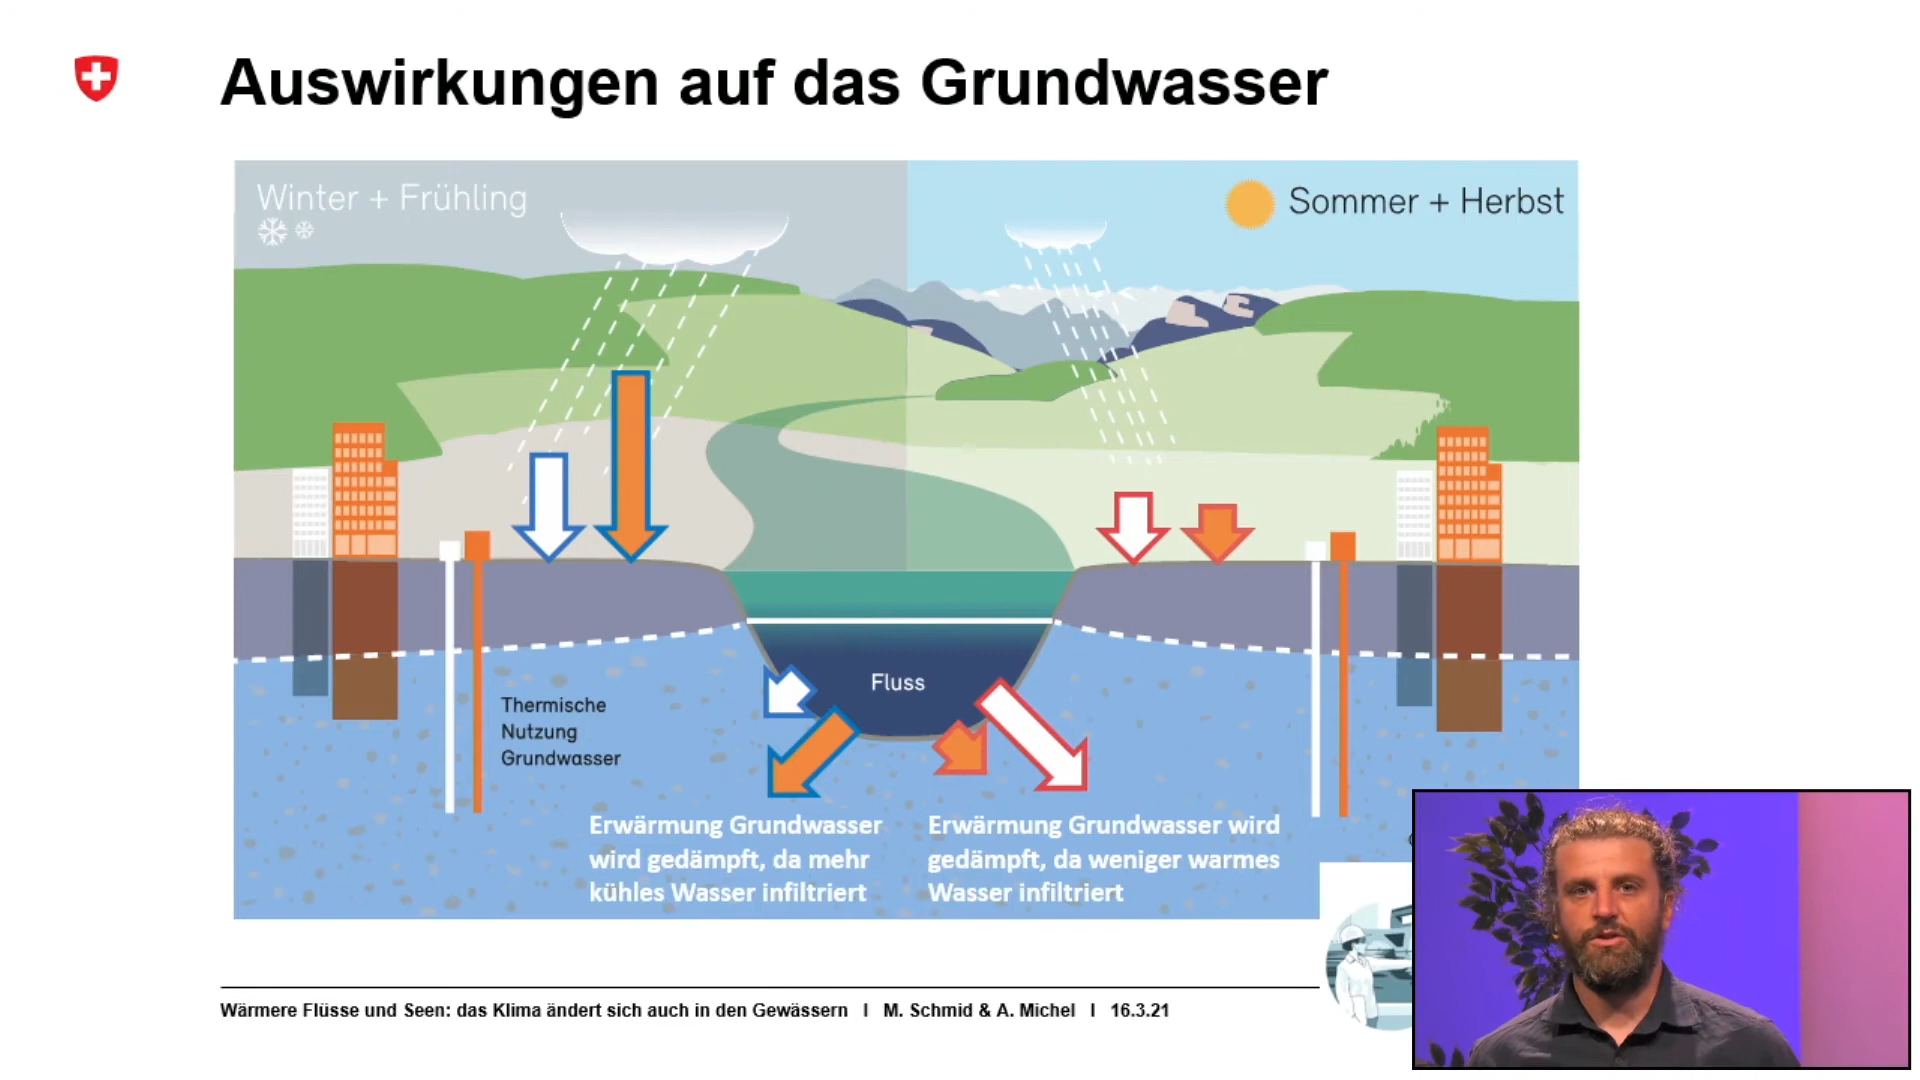 Auswirkungen auf das Grundwasser
Winter + Frühling
Sommer + Herbst
Fluss
Thermische
Nutzung
Grundwasser
Erwärmung Grundwasser
wird gedämpft, da mehr
kühles Wasser infiltriert
Erwärmung Grundwasser wird
gedämpft, da weniger warmes
Wasser infiltriert
Wärmere Flüsse und Seen: das Klima ändert sich auch in den Gewässern I M. Schmid & A. Michel I 16.3.21